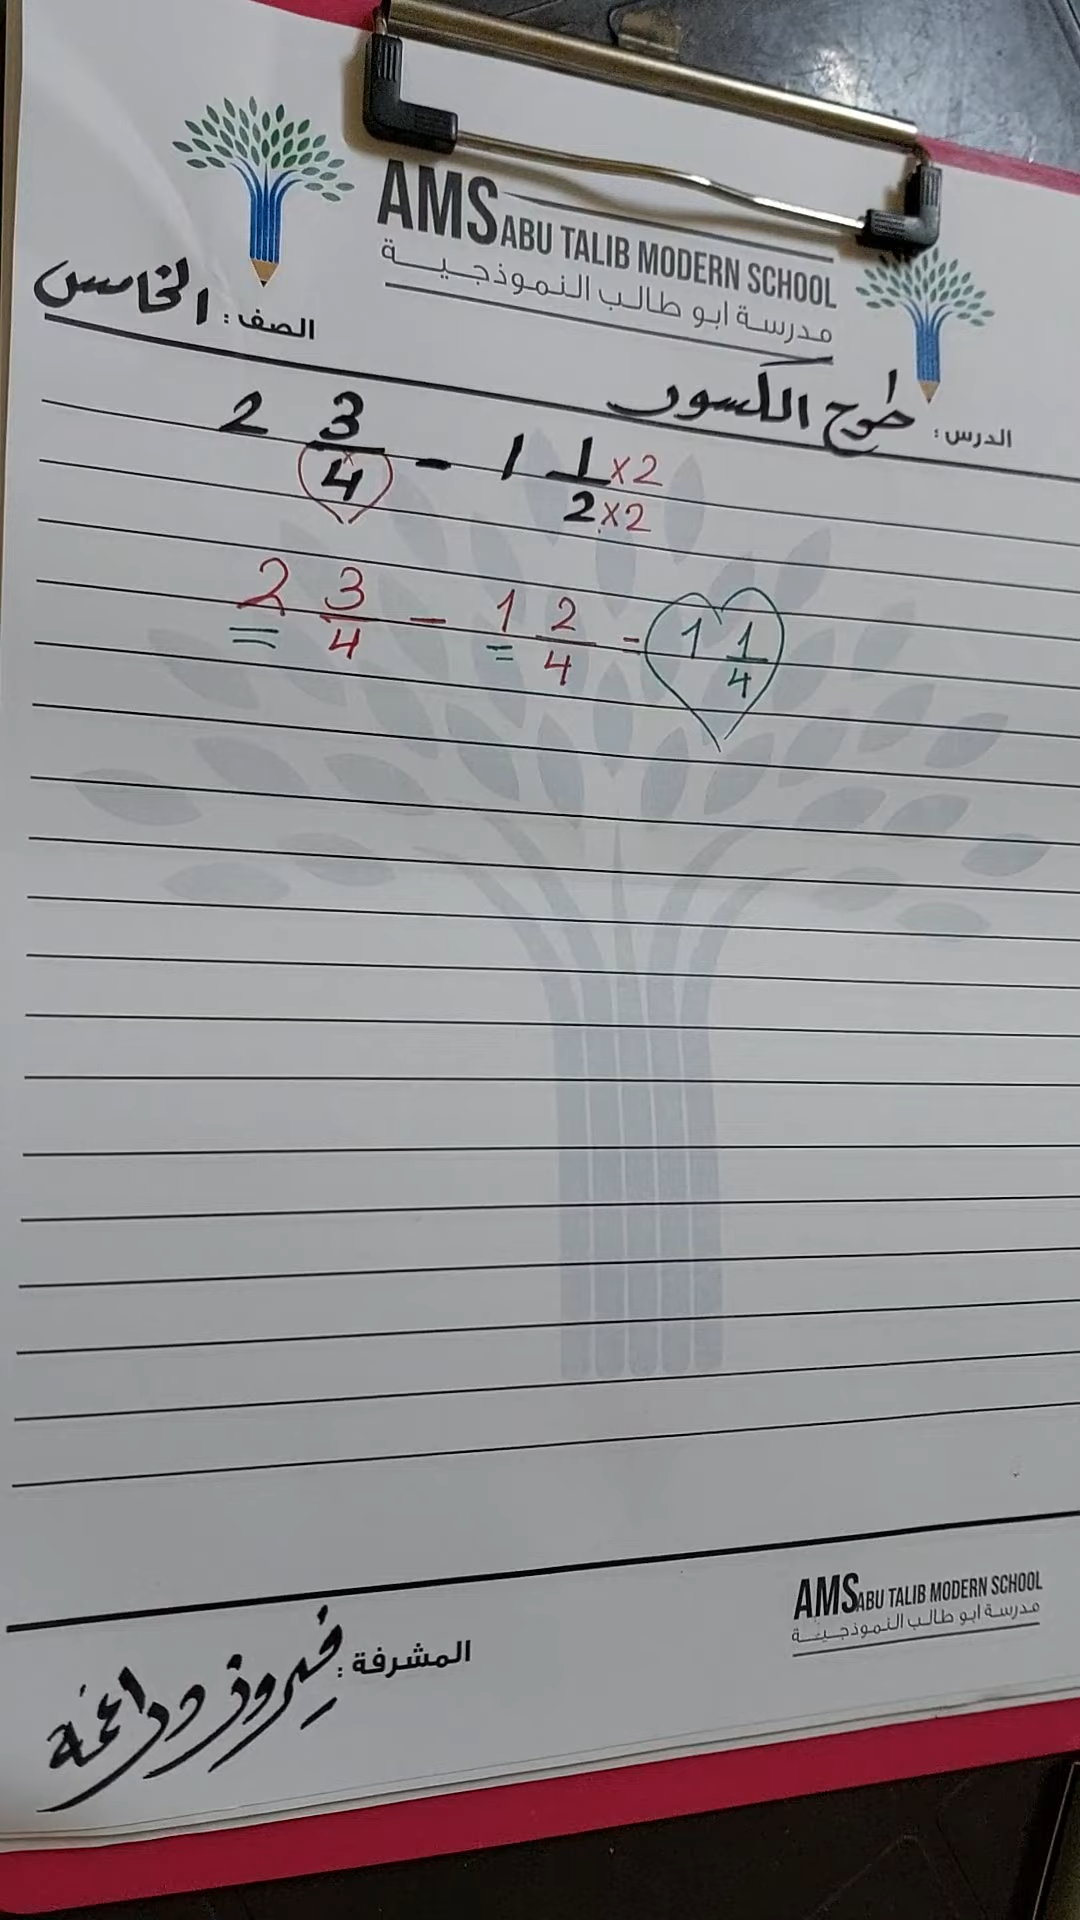 AMS ABU TALIB MODERN SCHOOL
مدرسة ابو طالب النموذجية
الصف: الخامس
الدرس: طرح الكسور
2 3/4 - 1 1/2 ×2 ×2
2 3/4 - 1 2/4 = 1 1/4
AMS ABU TALIB MODERN SCHOOL
مدرسة ابو طالب النموذجية
المشرفة: فيروز دراغمة